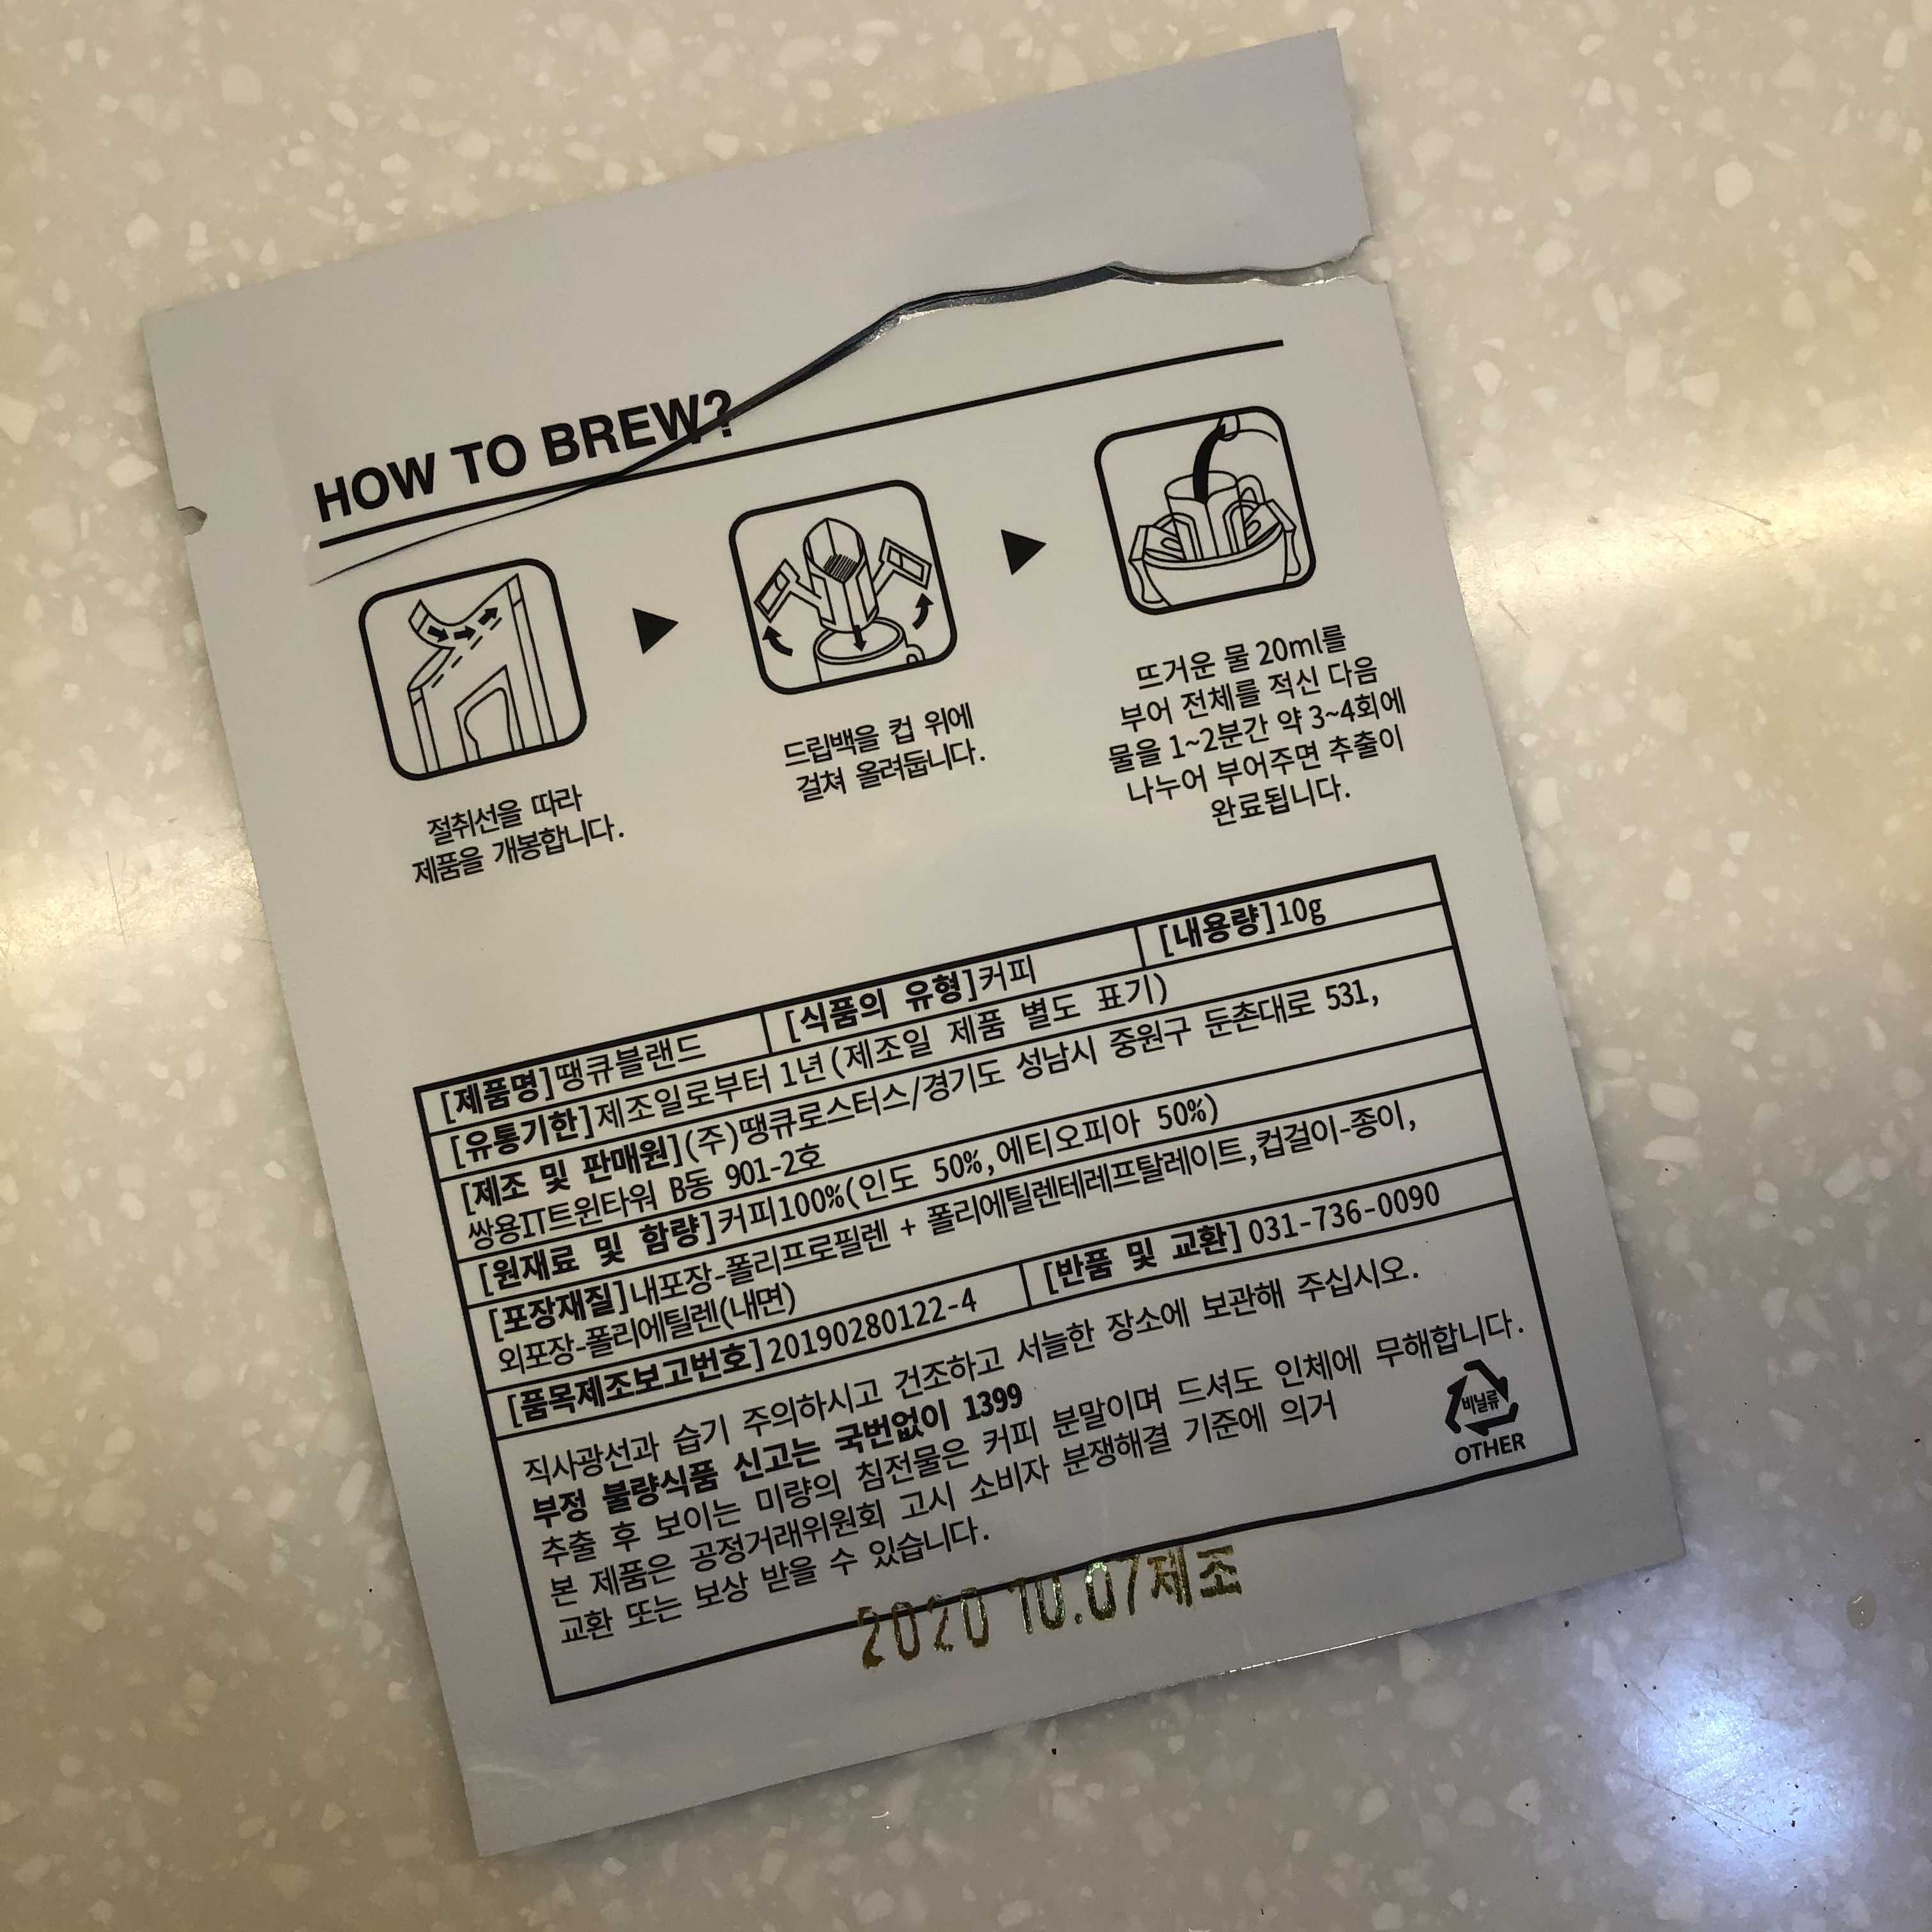 HOW TO BREW?
절취선을 따라
제품을 개봉합니다.
드립백을 컵 위에
걸쳐 올려둡니다.
뜨거운 물 20ml를
부어 전체를 적신 다음
물을 1~2분간 약 3~4회에
나누어 부어주면 추출이
완료됩니다.
[제품명]땡큐블랜드 [식품의 유형]커피 [내용량]10g
[유통기한]제조일로부터 1년(제조일 제품 별도 표기)
[제조 및 판매원](주)땡큐로스터스/경기도 성남시 중원구 둔촌대로 531,
쌍용IT트윈타워 B동 901-2호
[원재료 및 함량]커피100%(인도 50%,에티오피아 50%)
[포장재질]내포장-폴리프로필렌 + 폴리에틸렌테레프탈레이트,컵걸이-종이,
외포장-폴리에틸렌(내면)
[품목제조보고번호]20190280122-4 [반품 및 교환]031-736-0090
직사광선과 습기 주의하시고 건조하고 서늘한 장소에 보관해 주십시오.
부정 불량식품 신고는 국번없이 1399
추출 후 보이는 미량의 침전물은 커피 분말이며 드셔도 인체에 무해합니다.
본 제품은 공정거래위원회 고시 소비자 분쟁해결 기준에 의거
교환 또는 보상 받을 수 있습니다.
비닐류
OTHER
2020 10.07제조